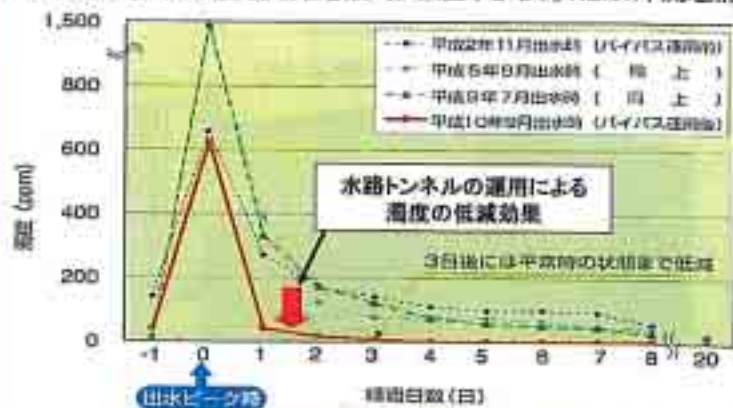 1,500
800
600
400
200
0
濁度 (ppm)
平成2年11月出水時 (バイパス運用前)
平成5年9月出水時 ( 同 上 )
平成9年7月出水時 ( 同 上 )
平成10年9月出水時 (バイパス運用後)
水路トンネルの運用による
濁度の低減効果
3日後には平常時の状態まで低減
-1 0 1 2 3 4 5 6 7 8 20
出水ピーク時
経過日数(日)